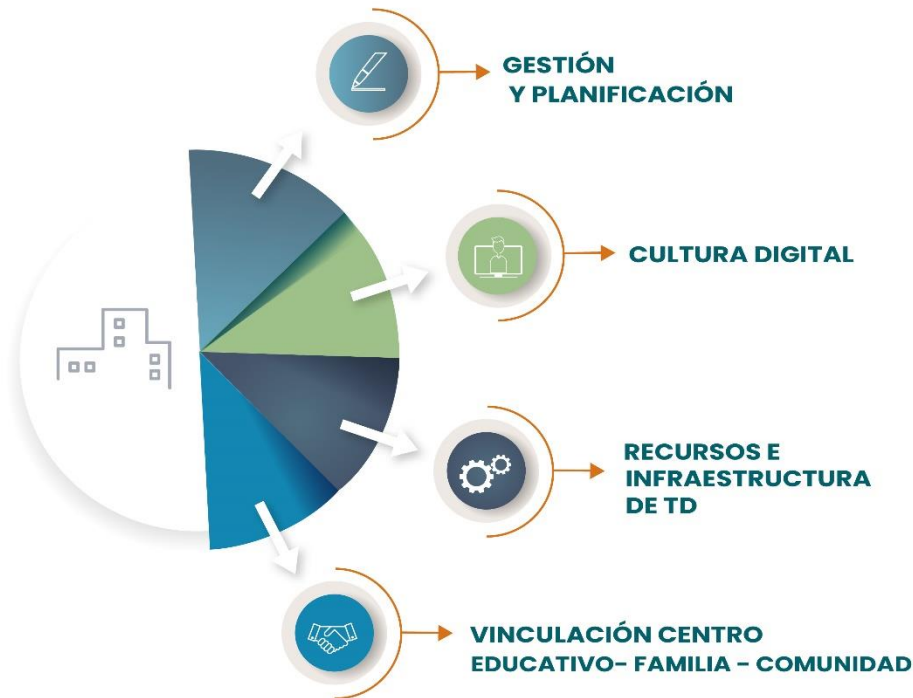 GESTIÓN
Y PLANIFICACIÓN
CULTURA DIGITAL
RECURSOS E
INFRAESTRUCTURA
DE TD
VINCULACIÓN CENTRO
EDUCATIVO- FAMILIA - COMUNIDAD